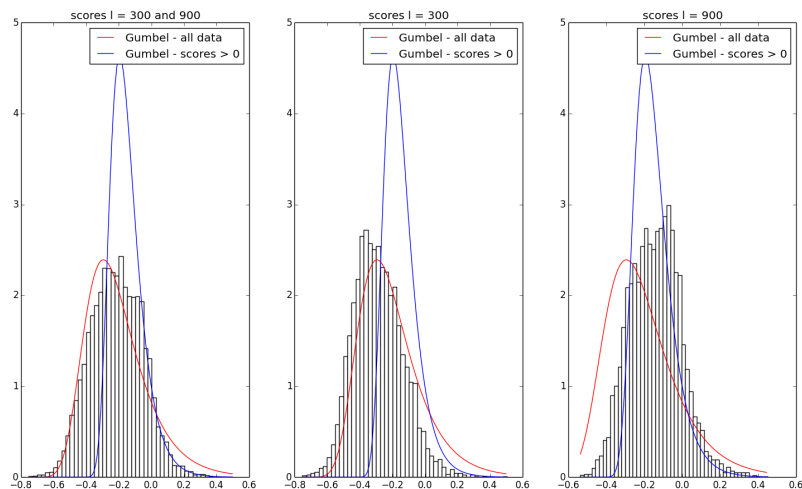 scores l = 300 and 900
Gumbel - all data
Gumbel - scores > 0
5
4
3
2
1
0
−0.8 −0.6 −0.4 −0.2 0.0 0.2 0.4 0.6
scores l = 300
Gumbel - all data
Gumbel - scores > 0
5
4
3
2
1
0
−0.8 −0.6 −0.4 −0.2 0.0 0.2 0.4 0.6
scores l = 900
Gumbel - all data
Gumbel - scores > 0
5
4
3
2
1
0
−0.6 −0.4 −0.2 0.0 0.2 0.4 0.6